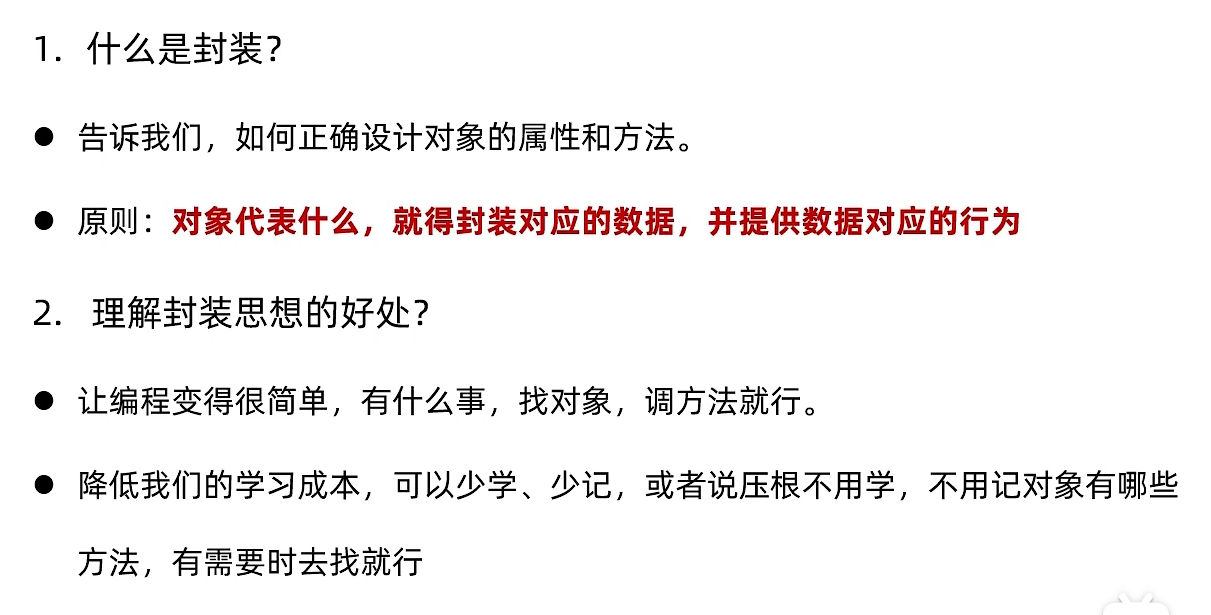 1. 什么是封装？
● 告诉我们，如何正确设计对象的属性和方法。
● 原则：对象代表什么，就得封装对应的数据，并提供数据对应的行为
2. 理解封装思想的好处？
● 让编程变得很简单，有什么事，找对象，调方法就行。
● 降低我们的学习成本，可以少学、少记，或者说压根不用学，不用记对象有哪些
方法，有需要时去找就行